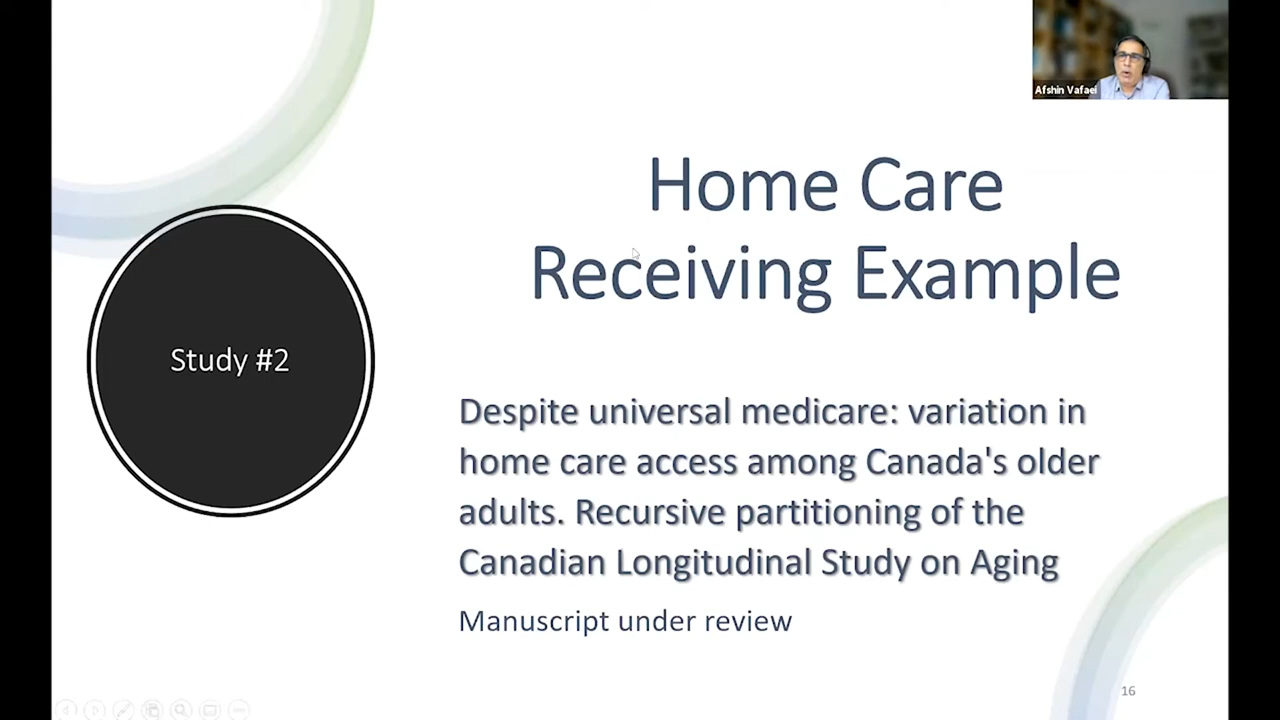 Afshin Vafaei
Home Care
Receiving Example
Study #2
Despite universal medicare: variation in
home care access among Canada's older
adults. Recursive partitioning of the
Canadian Longitudinal Study on Aging
Manuscript under review
16